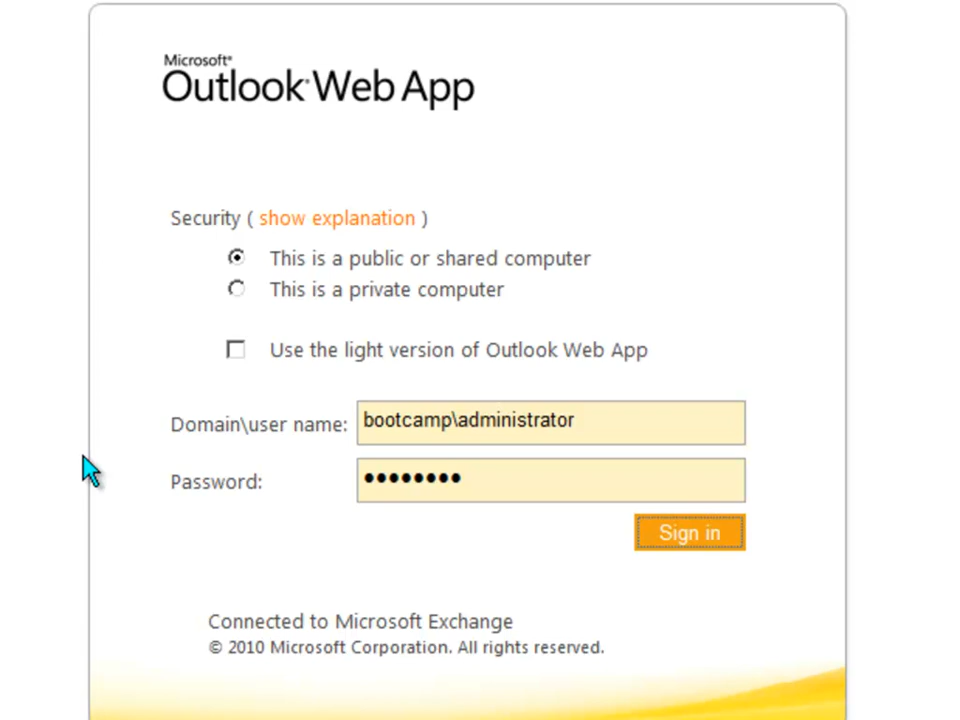 Microsoft®
Outlook® Web App
Security ( show explanation )
This is a public or shared computer
This is a private computer
Use the light version of Outlook Web App
Domain\user name: bootcamp\administrator
Password: ••••••••
Sign in
Connected to Microsoft Exchange
© 2010 Microsoft Corporation. All rights reserved.